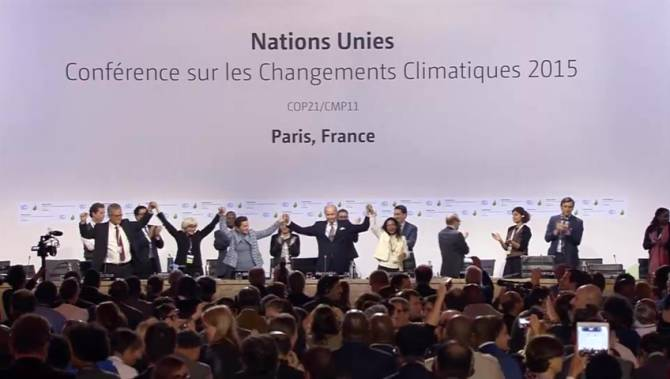 Nations Unies
Conférence sur les Changements Climatiques 2015
COP21/CMP11
Paris, France